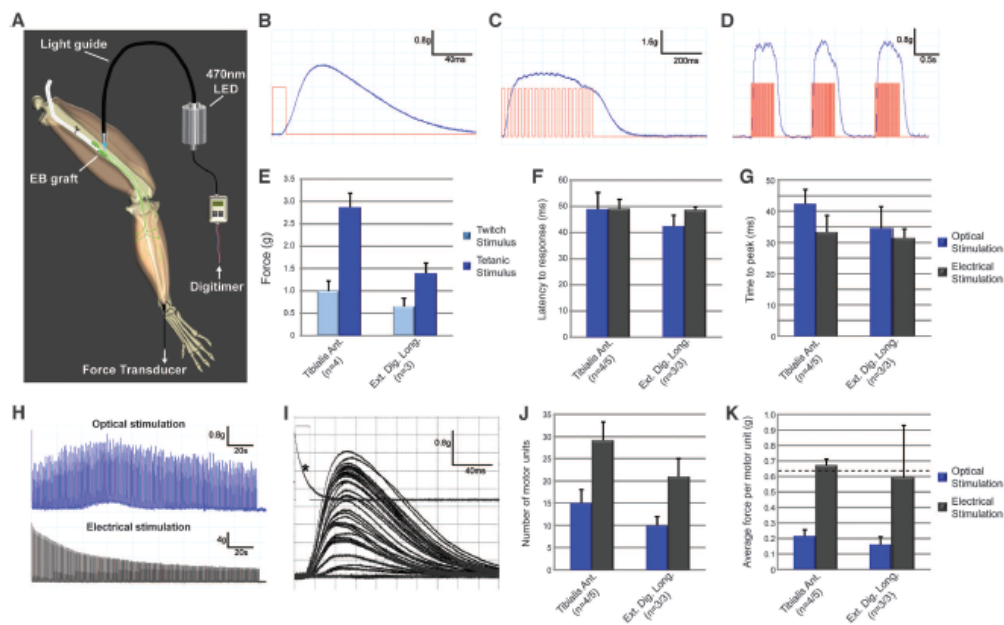 A
Light guide
470nm
LED
EB graft
Digitimer
Force Transducer
B
0.8g
40ms
C
1.6g
200ms
D
0.8g
0.5s
E
Force (g)
3.5
3.0
2.5
2.0
1.5
1.0
0.5
0
Tibialis Ant.
(n=4)
Ext. Dig. Long.
(n=3)
Twitch
Stimulus
Tetanic
Stimulus
F
Latency to response (ms)
60
50
40
30
20
10
0
Tibialis Ant.
(n=4/5)
Ext. Dig. Long.
(n=3/3)
G
Time to peak (ms)
50
40
30
20
10
0
Tibialis Ant.
(n=4/5)
Ext. Dig. Long.
(n=3/3)
Optical
Stimulation
Electrical
Stimulation
H
Optical stimulation
0.8g
20s
Electrical stimulation
4g
20s
I
*
0.8g
40ms
J
Number of motor units
35
30
25
20
15
10
5
0
Tibialis Ant.
(n=4/5)
Ext. Dig. Long.
(n=3/3)
K
Average force per motor unit (g)
1.0
0.9
0.8
0.7
0.6
0.5
0.4
0.3
0.2
0.1
0
Tibialis Ant.
(n=4/5)
Ext. Dig. Long.
(n=3/3)
Optical
Stimulation
Electrical
Stimulation